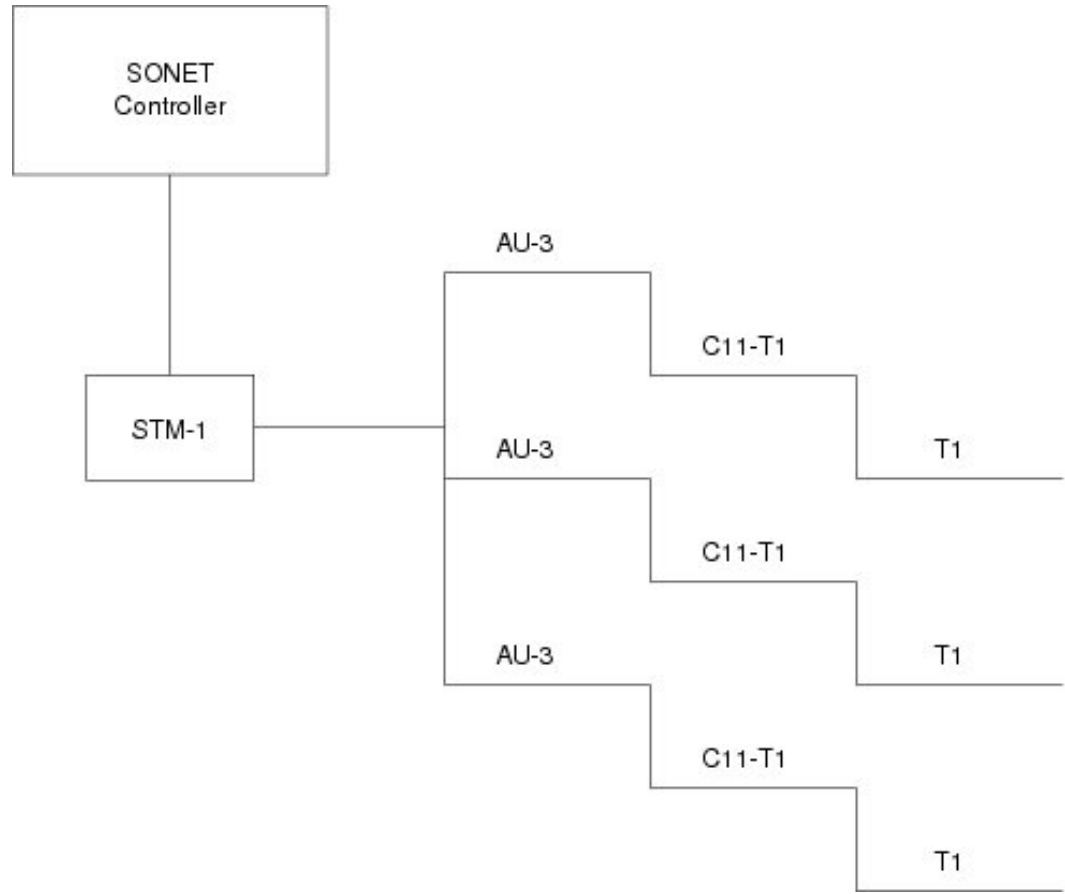 SONET
Controller
AU-3
C11-T1
STM-1
AU-3
T1
C11-T1
AU-3
T1
C11-T1
T1